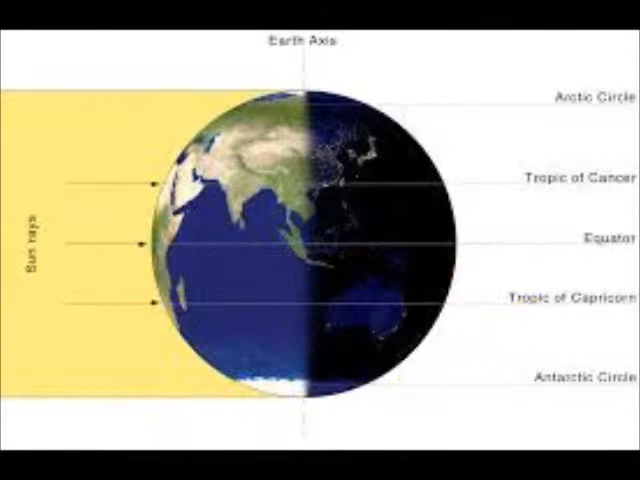 Earth Axis
Arctic Circle
Tropic of Cancer
Sun rays
Equator
Tropic of Capricorn
Antarctic Circle